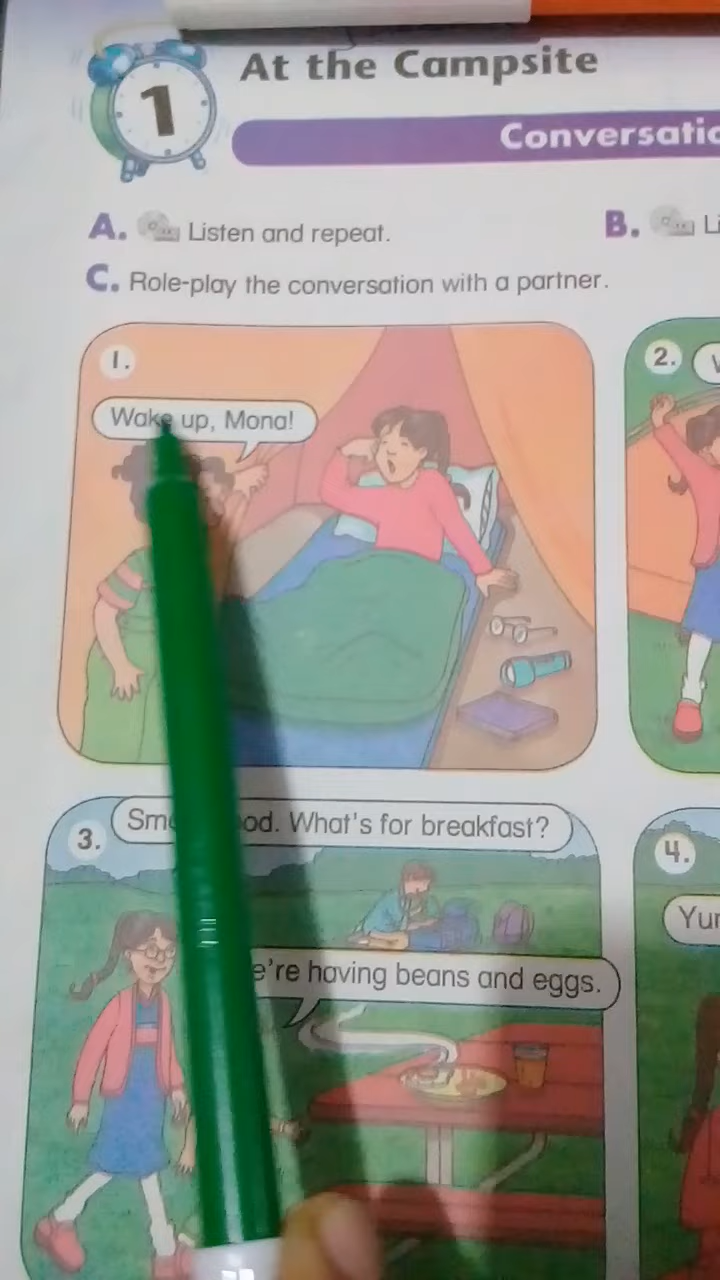 1
At the Campsite
Conversatio
A. Listen and repeat.
B. Li
C. Role-play the conversation with a partner.
1.
Wake up, Mona!
2.
3.
od. What's for breakfast?
e're having beans and eggs.
4.
Yu